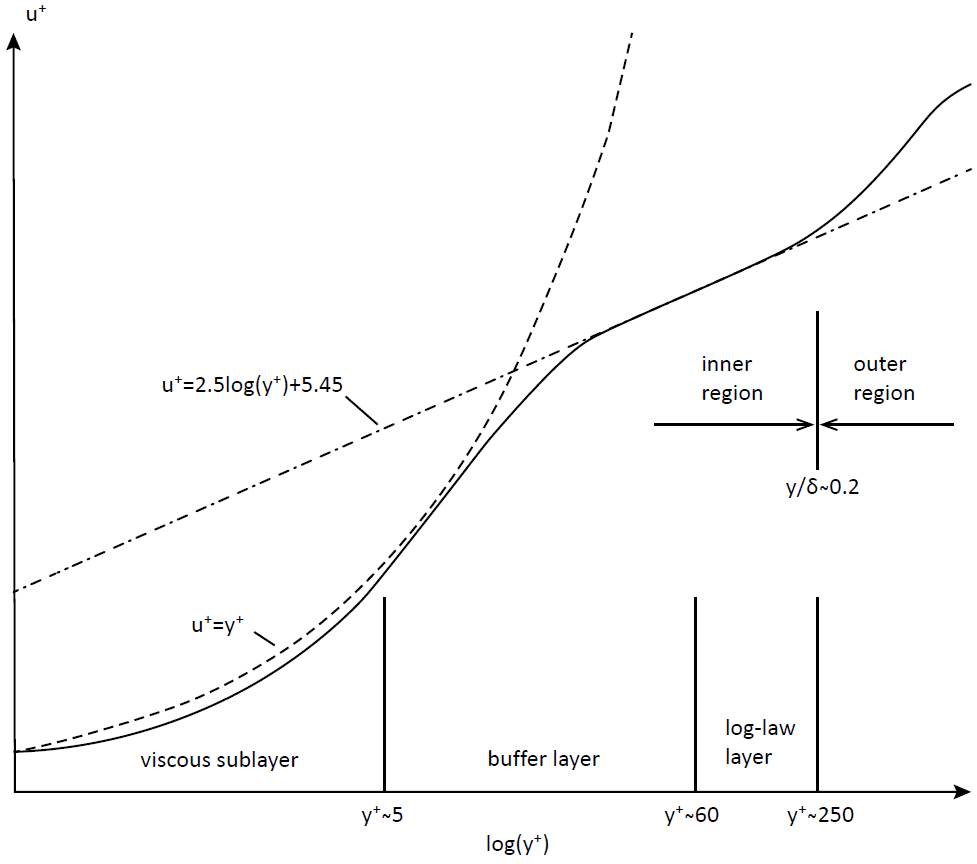 u⁺
u⁺=2.5log(y⁺)+5.45
inner
region
outer
region
y/δ~0.2
u⁺=y⁺
viscous sublayer
buffer layer
log-law
layer
y⁺~5
y⁺~60
y⁺~250
log(y⁺)